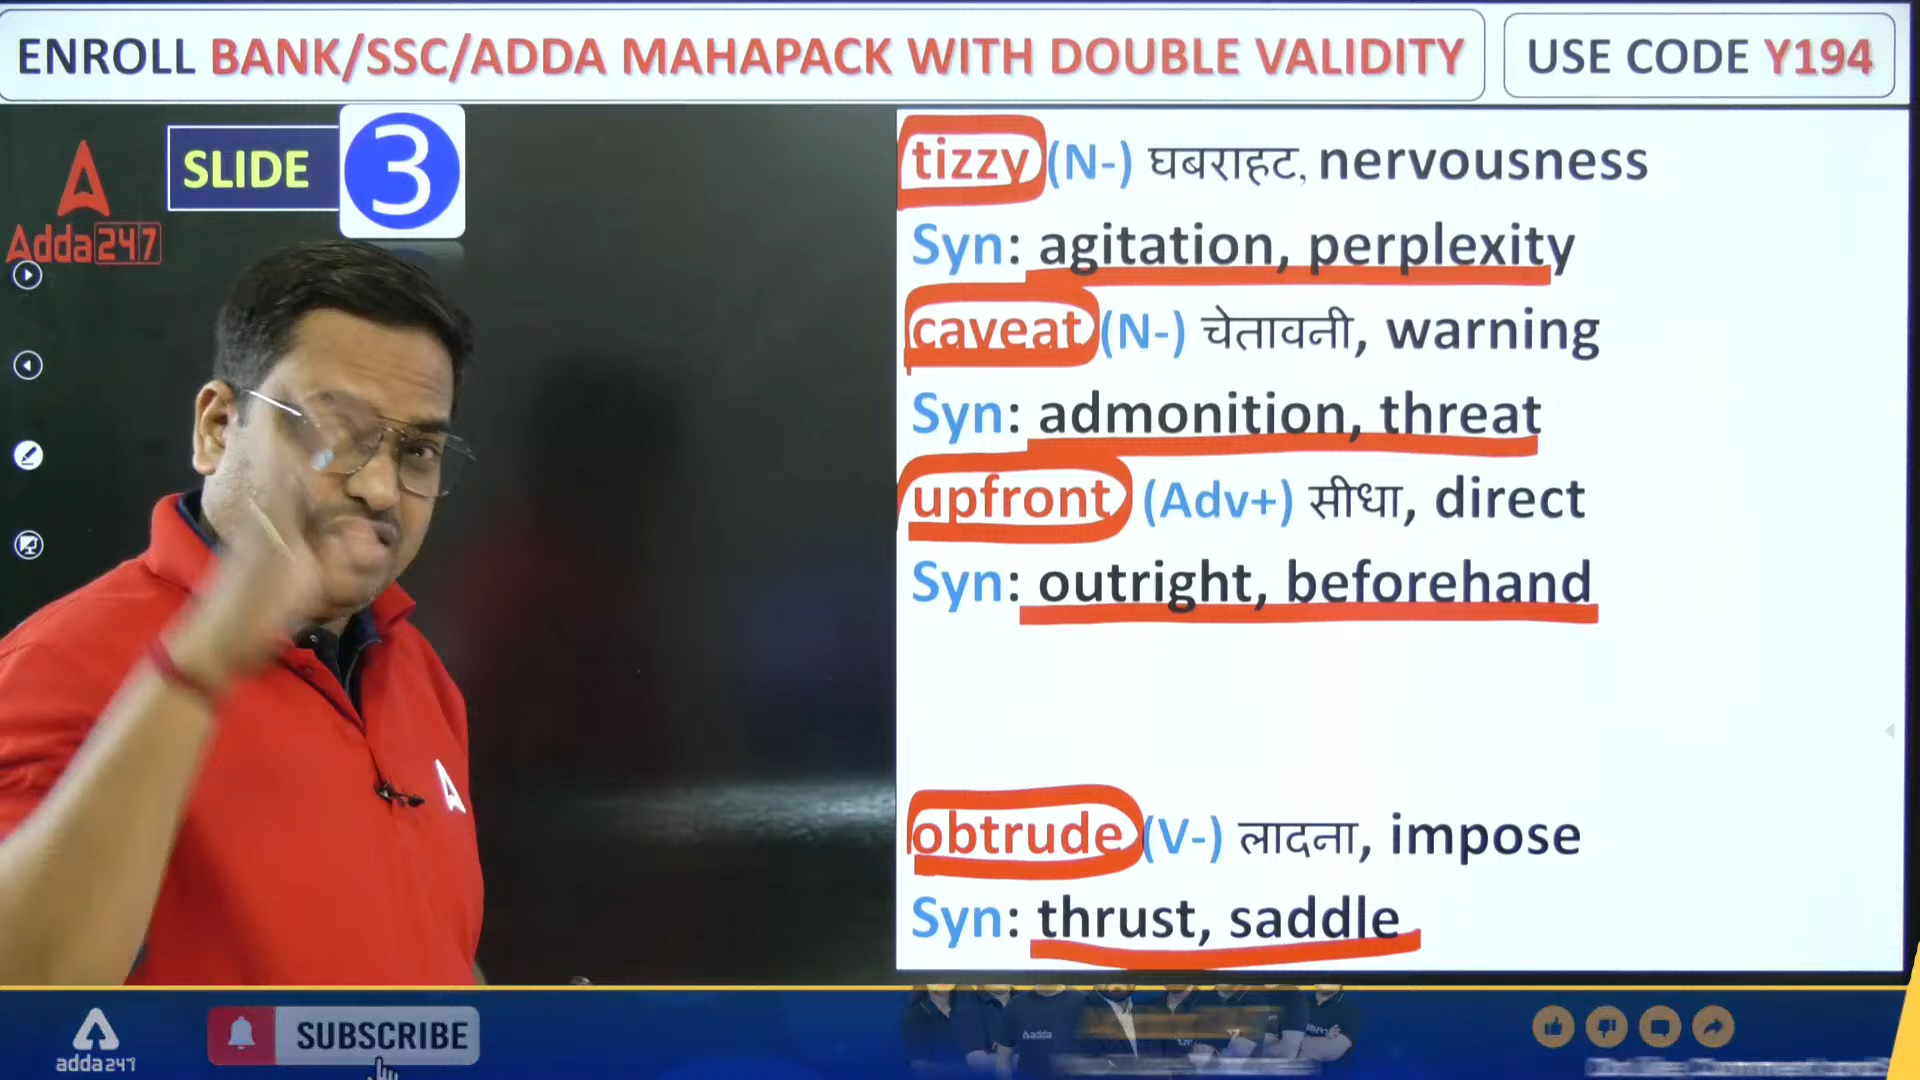 ENROLL BANK/SSC/ADDA MAHAPACK WITH DOUBLE VALIDITY
USE CODE Y194
SLIDE 3
Adda247
tizzy (N-) घबराहट, nervousness
Syn: agitation, perplexity
caveat (N-) चेतावनी, warning
Syn: admonition, threat
upfront (Adv+) सीधा, direct
Syn: outright, beforehand
obtrude (V-) लादना, impose
Syn: thrust, saddle
adda247
SUBSCRIBE